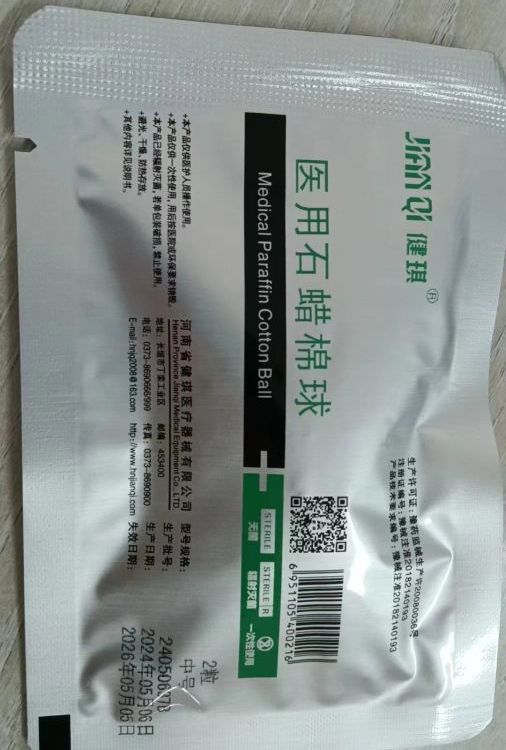 JIAN QI 健琪®
生产许可证：豫药监械生产许20080036号
注册证编号：豫械注准20182140193
产品技术要求编号：豫械注准20182140193
医用石蜡棉球
Medical Paraffin Cotton Ball
6951105400216
STERILE
无菌
STERILE R
辐射灭菌
一次性使用
+本产品仅供医护人员操作使用。
+本产品仅供一次性使用，用后按医院或环保要求销毁。
+本产品已经辐射灭菌，若单包装破损，禁止使用。
+避光、干燥、防热存放。
+其他内容详见说明书。
河南省健琪医疗器械有限公司
Henan Province Jianqi Medical Equipment Co., LTD.
地址：长垣市丁栾工业区 邮编：453400
电话：0373-8690666/999 传真：0373-8690900
E-mail:hnjq2008@163.com http://www.hnjianqi.com
型号规格：
2粒
中号
生产批号：
生产日期：2024年05月06日
失效日期：2026年05月05日